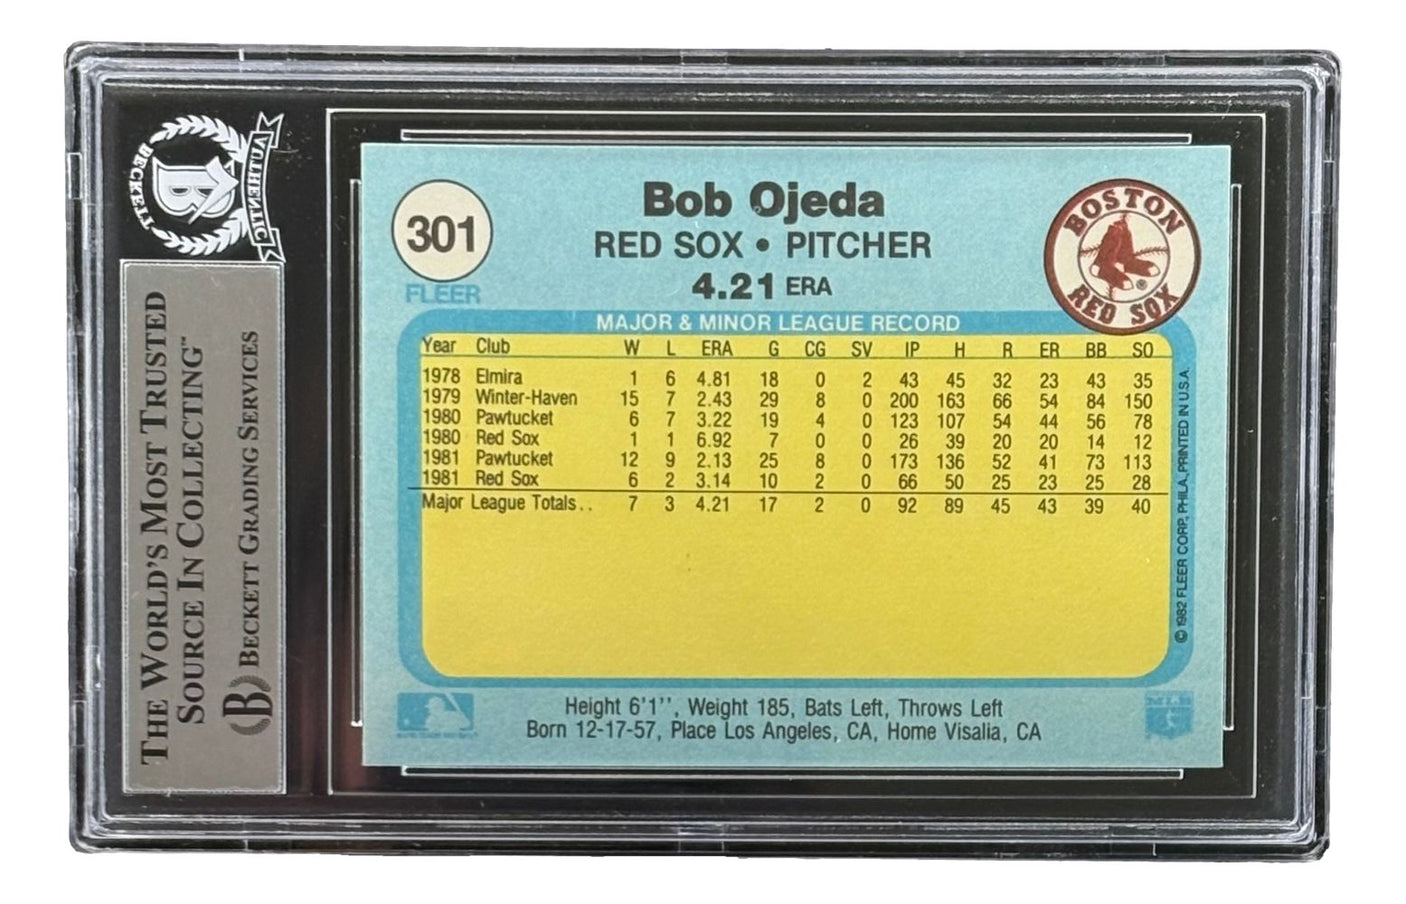 BECKETT
AUTHENTIC
B
THE WORLD'S MOST TRUSTED
SOURCE IN COLLECTING™
B BECKETT GRADING SERVICES
301
FLEER
Bob Ojeda
RED SOX • PITCHER
4.21 ERA
BOSTON
RED SOX
®
MAJOR & MINOR LEAGUE RECORD
Year Club W L ERA G CG SV IP H R ER BB SO
1978 Elmira 1 6 4.81 18 0 2 43 45 32 23 43 35
1979 Winter-Haven 15 7 2.43 29 8 0 200 163 66 54 84 150
1980 Pawtucket 6 7 3.22 19 4 0 123 107 54 44 56 78
1980 Red Sox 1 1 6.92 7 0 0 26 39 20 20 14 12
1981 Pawtucket 12 9 2.13 25 8 0 173 136 52 41 73 113
1981 Red Sox 6 2 3.14 10 2 0 66 50 25 23 25 28
Major League Totals.. 7 3 4.21 17 2 0 92 89 45 43 39 40
© 1982 FLEER CORP., PHILA., PRINTED IN U.S.A.
Height 6'1'', Weight 185, Bats Left, Throws Left
Born 12-17-57, Place Los Angeles, CA, Home Visalia, CA